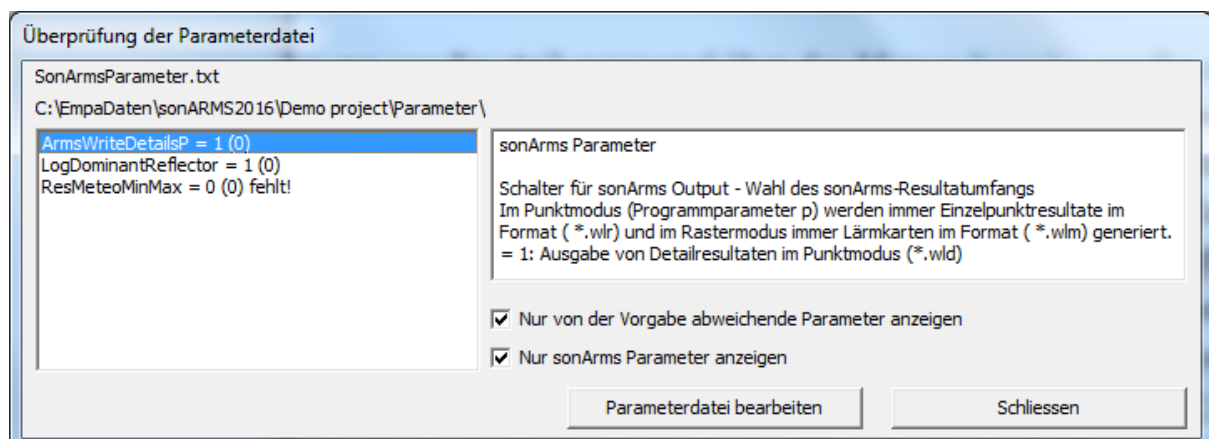 Überprüfung der Parameterdatei
SonArmsParameter.txt
C:\EmpaDaten\sonARMS2016\Demo project\Parameter\
ArmsWriteDetailsP = 1 (0)
LogDominantReflector = 1 (0)
ResMeteoMinMax = 0 (0) fehlt!
sonArms Parameter
Schalter für sonArms Output - Wahl des sonArms-Resultatumfangs
Im Punktmodus (Programmparameter p) werden immer Einzelpunktresultate im
Format ( *.wlr) und im Rastermodus immer Lärmkarten im Format ( *.wlm) generiert.
= 1: Ausgabe von Detailresultaten im Punktmodus (*.wld)
Nur von der Vorgabe abweichende Parameter anzeigen
Nur sonArms Parameter anzeigen
Parameterdatei bearbeiten
Schliessen